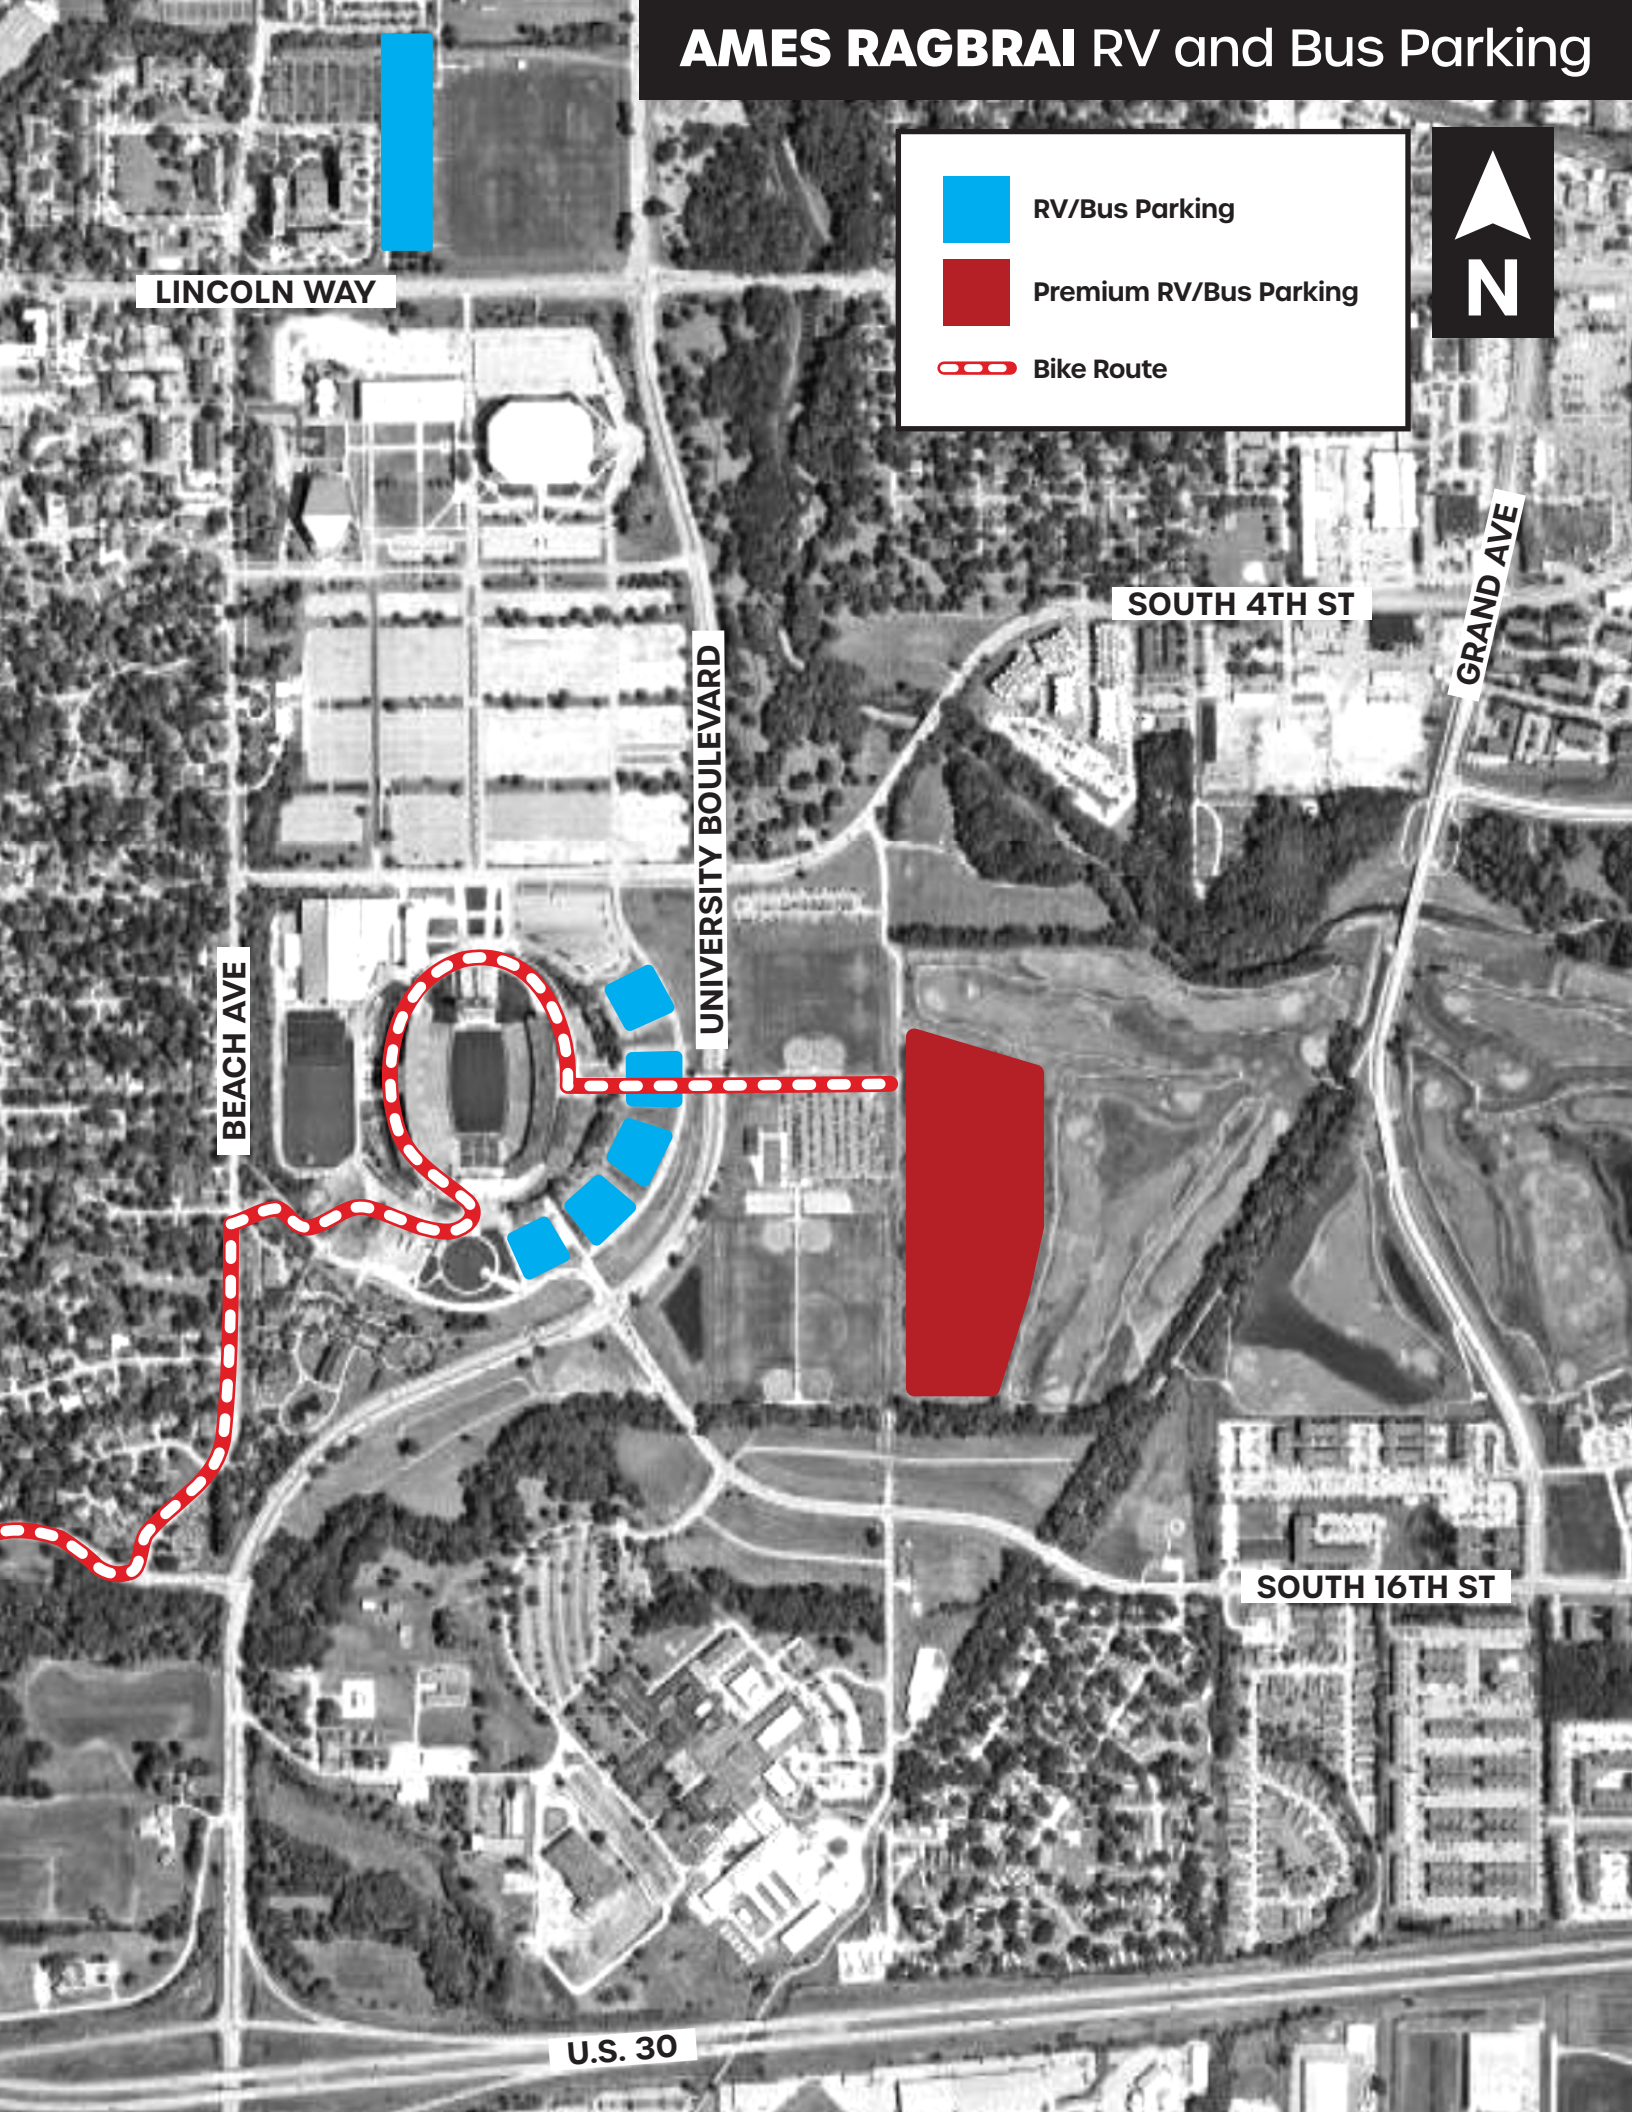 AMES RAGBRAI RV and Bus Parking
RV/Bus Parking
Premium RV/Bus Parking
Bike Route
N
LINCOLN WAY
GRAND AVE
SOUTH 4TH ST
UNIVERSITY BOULEVARD
BEACH AVE
SOUTH 16TH ST
U.S. 30